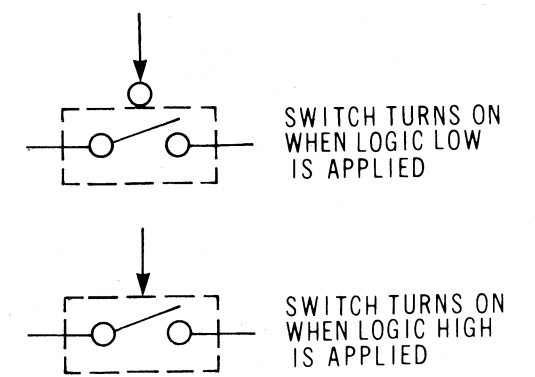 SWITCH TURNS ON
WHEN LOGIC LOW
IS APPLIED
SWITCH TURNS ON
WHEN LOGIC HIGH
IS APPLIED